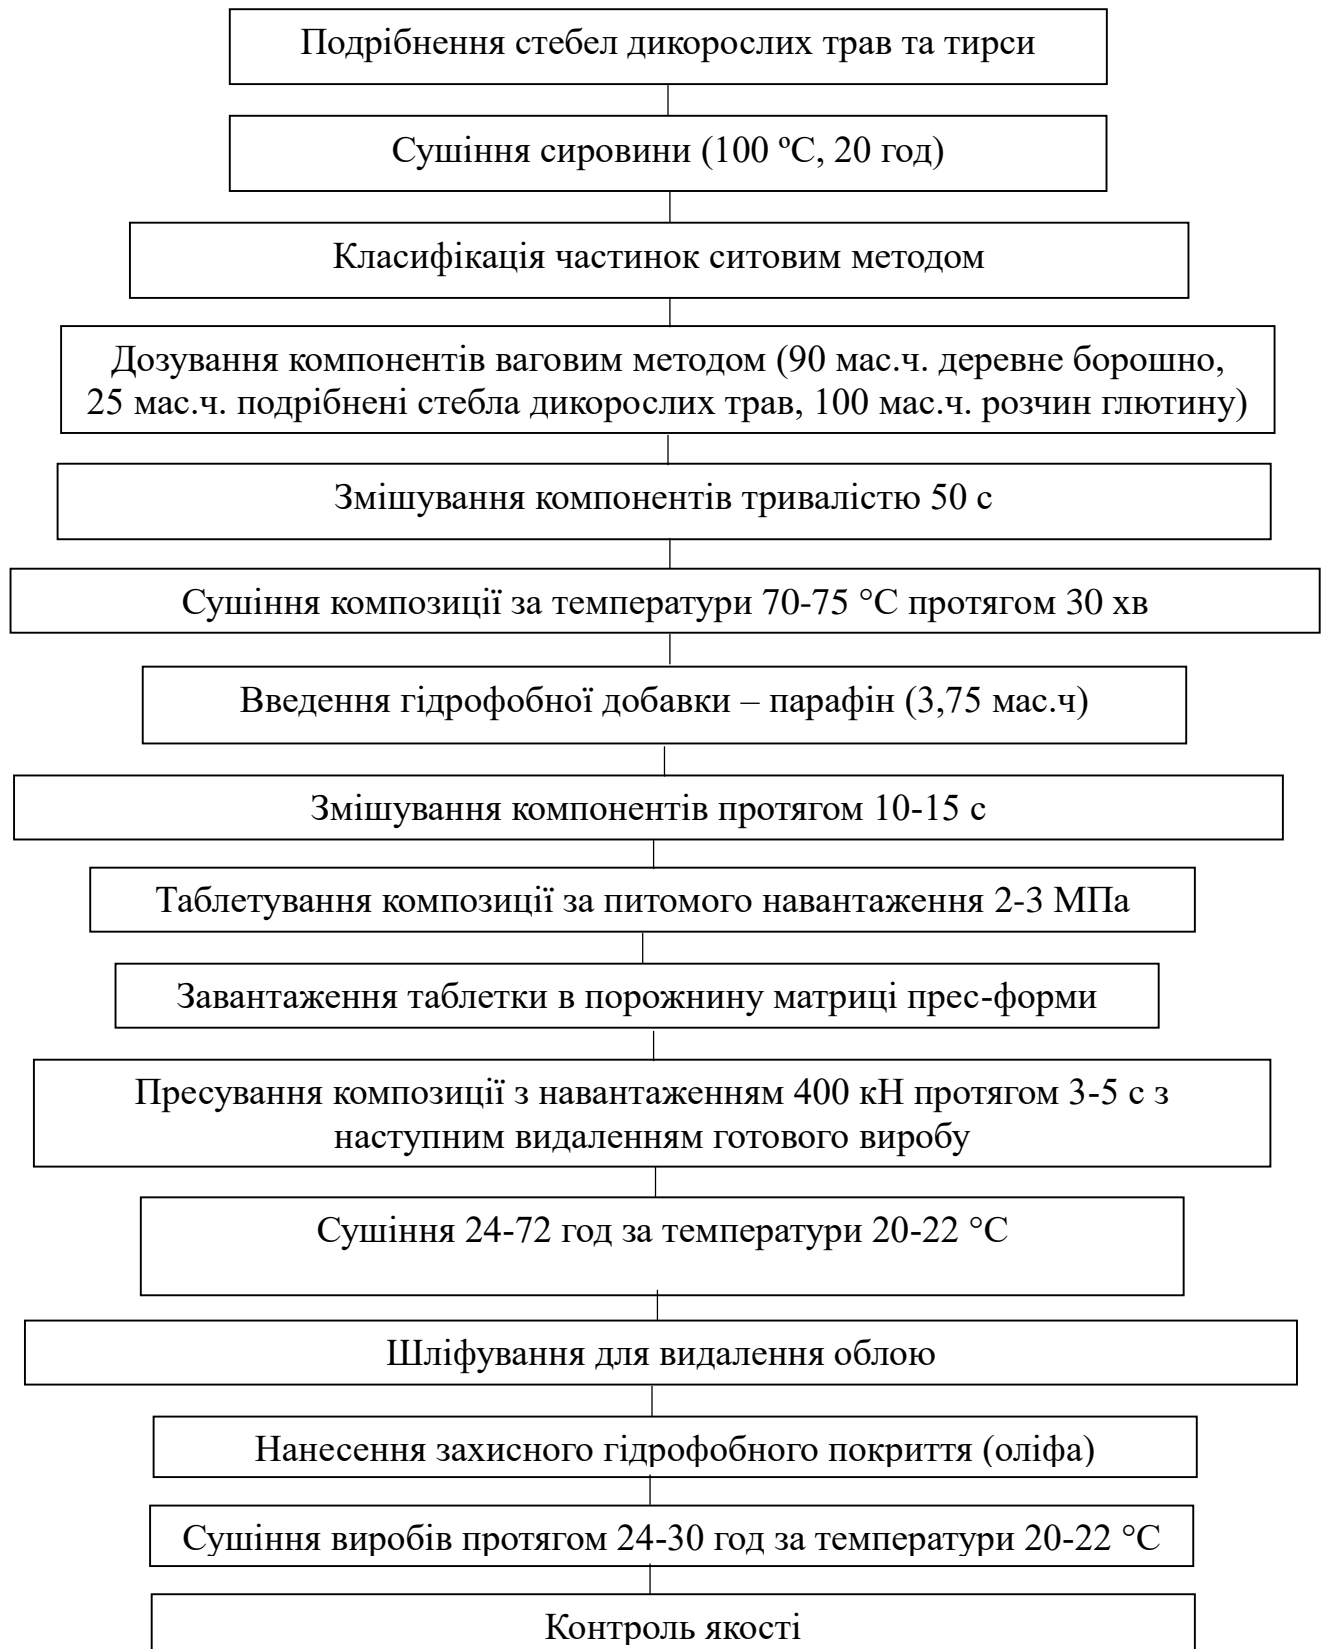 Подрібнення стебел дикорослих трав та тирси
Сушіння сировини (100 ºС, 20 год)
Класифікація частинок ситовим методом
Дозування компонентів ваговим методом (90 мас.ч. деревне борошно,
25 мас.ч. подрібнені стебла дикорослих трав, 100 мас.ч. розчин глютину)
Змішування компонентів тривалістю 50 с
Сушіння композиції за температури 70-75 °С протягом 30 хв
Введення гідрофобної добавки – парафін (3,75 мас.ч)
Змішування компонентів протягом 10-15 с
Таблетування композиції за питомого навантаження 2-3 МПа
Завантаження таблетки в порожнину матриці прес-форми
Пресування композиції з навантаженням 400 кН протягом 3-5 с з
наступним видаленням готового виробу
Сушіння 24-72 год за температури 20-22 °С
Шліфування для видалення облою
Нанесення захисного гідрофобного покриття (оліфа)
Сушіння виробів протягом 24-30 год за температури 20-22 °С
Контроль якості